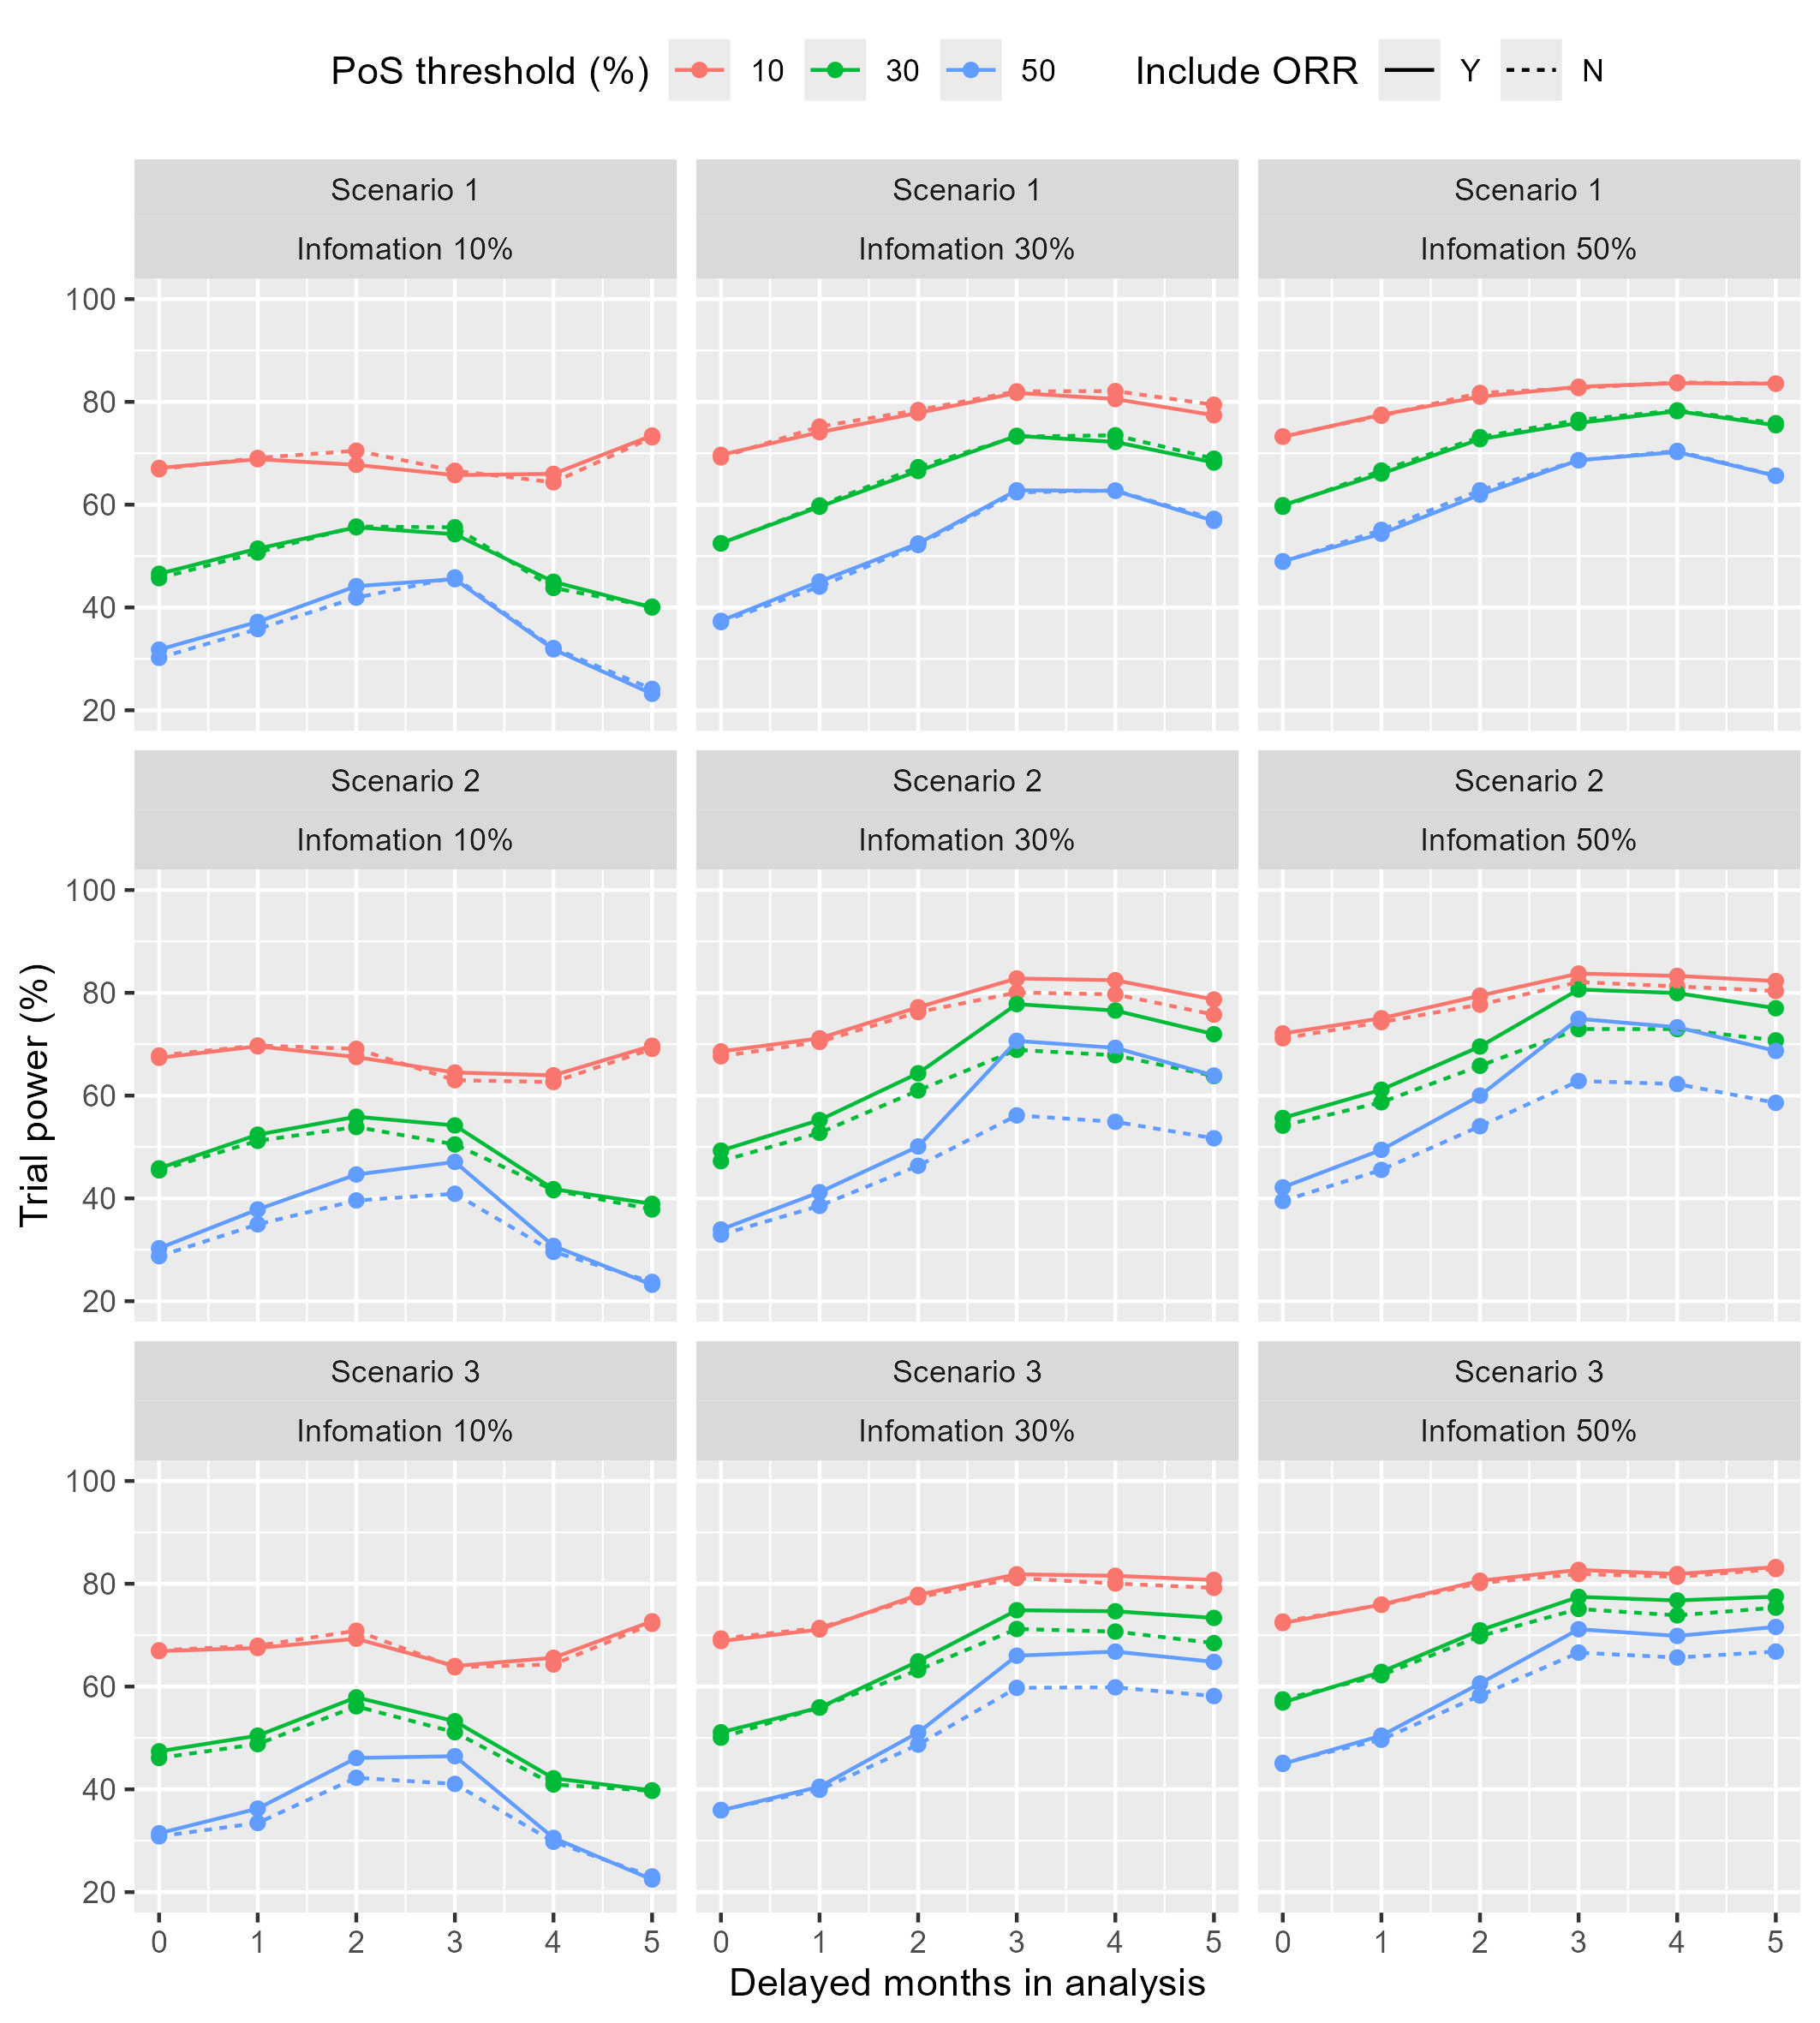 PoS threshold (%) 10 30 50 Include ORR Y N
Scenario 1 Scenario 1 Scenario 1
Infomation 10% Infomation 30% Infomation 50%
100
80
60
40
20
Scenario 2 Scenario 2 Scenario 2
Infomation 10% Infomation 30% Infomation 50%
100
80
60
40
20
Trial power (%)
Scenario 3 Scenario 3 Scenario 3
Infomation 10% Infomation 30% Infomation 50%
100
80
60
40
20
0 1 2 3 4 5 0 1 2 3 4 5 0 1 2 3 4 5
Delayed months in analysis